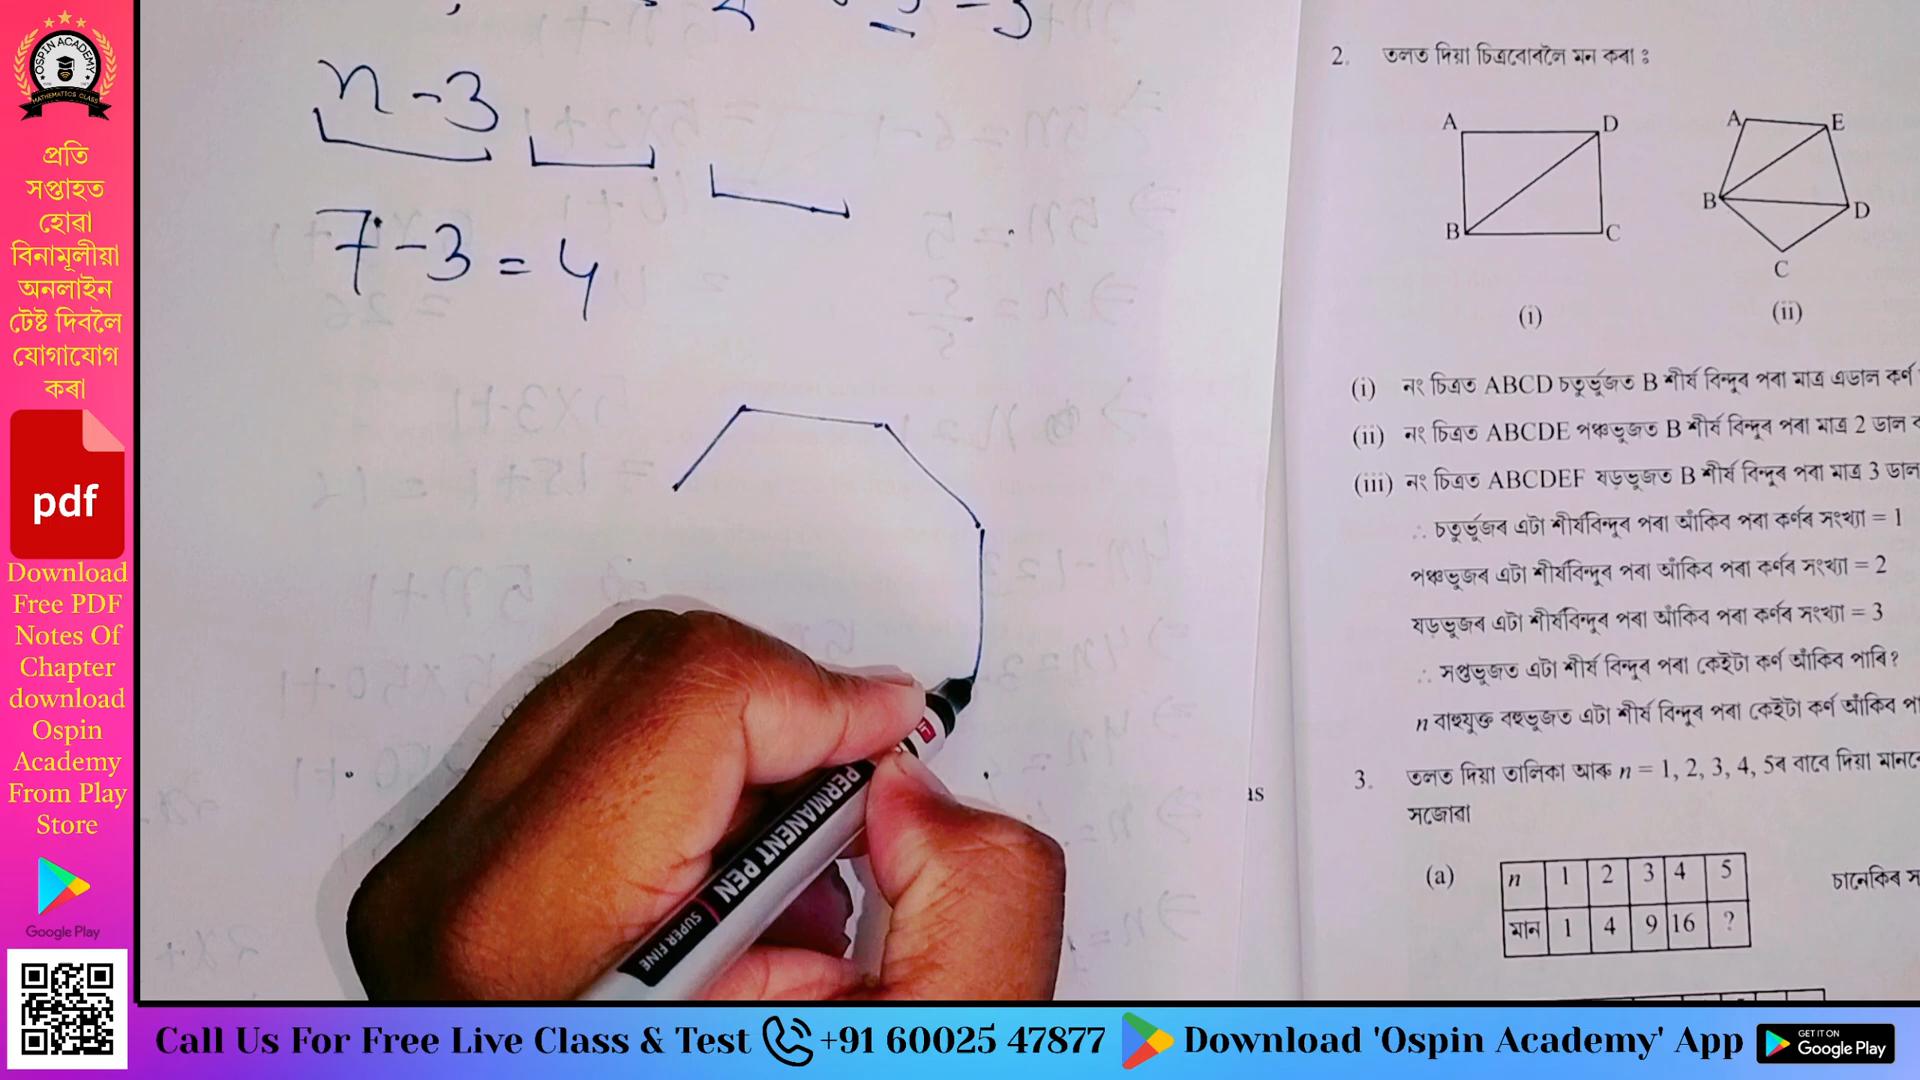 OSPIN ACADEMY
MATHEMATICS CLASS
প্ৰতি
সপ্তাহত
হোৱা
বিনামূলীয়া
অনলাইন
টেষ্ট দিবলৈ
যোগাযোগ
কৰা
pdf
Download
Free PDF
Notes Of
Chapter
download
Ospin
Academy
From Play
Store
Google Play
n-3
7-3=4
PERMANENT PEN
SUPER FINE
2. তলত দিয়া চিত্ৰবোৰলৈ মন কৰা ঃ
A D
B C
(i)
A E
B D
C
(ii)
(i) নং চিত্ৰত ABCD চতুৰ্ভুজত B শীৰ্ষ বিন্দুৰ পৰা মাত্ৰ এডাল কৰ্ণ
(ii) নং চিত্ৰত ABCDE পঞ্চভুজত B শীৰ্ষ বিন্দুৰ পৰা মাত্ৰ 2 ডাল
(iii) নং চিত্ৰত ABCDEF ষড়ভুজত B শীৰ্ষ বিন্দুৰ পৰা মাত্ৰ 3 ডাল
∴ চতুৰ্ভুজৰ এটা শীৰ্ষবিন্দুৰ পৰা আঁকিব পৰা কৰ্ণৰ সংখ্যা = 1
পঞ্চভুজৰ এটা শীৰ্ষবিন্দুৰ পৰা আঁকিব পৰা কৰ্ণৰ সংখ্যা = 2
ষড়ভুজৰ এটা শীৰ্ষবিন্দুৰ পৰা আঁকিব পৰা কৰ্ণৰ সংখ্যা = 3
∴ সপ্তভুজত এটা শীৰ্ষ বিন্দুৰ পৰা কেইটা কৰ্ণ আঁকিব পাৰি?
n বাহুযুক্ত বহুভুজত এটা শীৰ্ষ বিন্দুৰ পৰা কেইটা কৰ্ণ আঁকিব
3. তলত দিয়া তালিকা আৰু n = 1, 2, 3, 4, 5ৰ বাবে দিয়া
সজোৱা
(a) n 1 2 3 4 5
মান 1 4 9 16 ?
Call Us For Free Live Class & Test +91 60025 47877 Download 'Ospin Academy' App GET IT ON Google Play